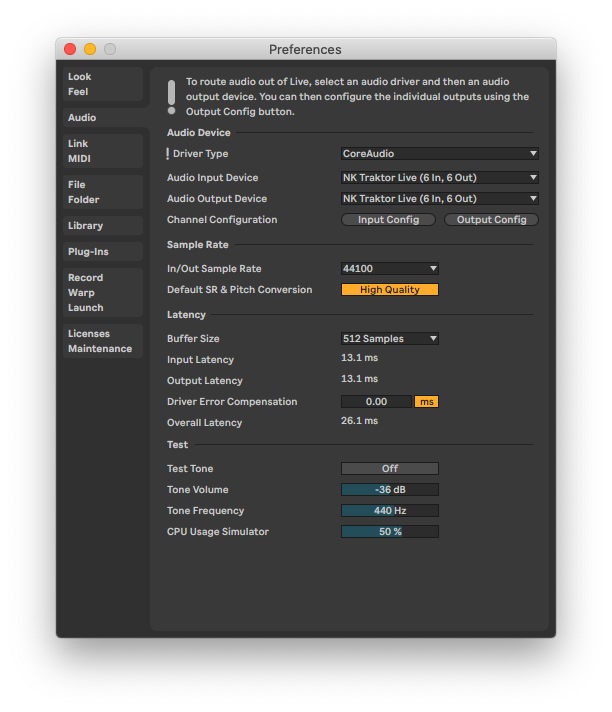 Preferences
Look
Feel
Audio
Link
MIDI
File
Folder
Library
Plug-Ins
Record
Warp
Launch
Licenses
Maintenance
! To route audio out of Live, select an audio driver and then an audio
output device. You can then configure the individual outputs using the
Output Config button.
Audio Device
! Driver Type CoreAudio
Audio Input Device NK Traktor Live (6 In, 6 Out)
Audio Output Device NK Traktor Live (6 In, 6 Out)
Channel Configuration Input Config Output Config
Sample Rate
In/Out Sample Rate 44100
Default SR & Pitch Conversion High Quality
Latency
Buffer Size 512 Samples
Input Latency 13.1 ms
Output Latency 13.1 ms
Driver Error Compensation 0.00 ms
Overall Latency 26.1 ms
Test
Test Tone Off
Tone Volume -36 dB
Tone Frequency 440 Hz
CPU Usage Simulator 50 %